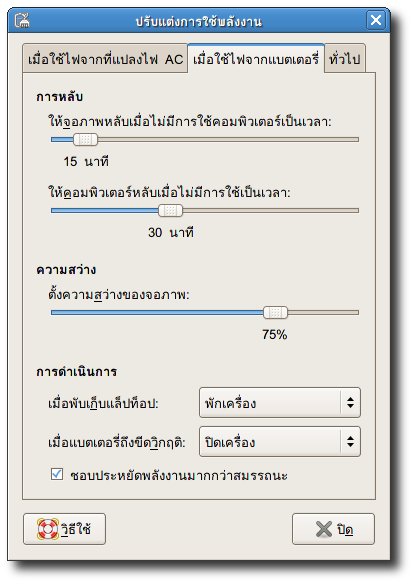 ปรับแต่งการใช้พลังงาน
เมื่อใช้ไฟจากที่แปลงไฟ AC เมื่อใช้ไฟจากแบตเตอรี่ ทั่วไป
การหลับ
ให้จอภาพหลับเมื่อไม่มีการใช้คอมพิวเตอร์เป็นเวลา:
15 นาที
ให้คอมพิวเตอร์หลับเมื่อไม่มีการใช้เป็นเวลา:
30 นาที
ความสว่าง
ตั้งความสว่างของจอภาพ:
75%
การดำเนินการ
เมื่อพับเก็บแล็ปท็อป: พักเครื่อง
เมื่อแบตเตอรี่ถึงขีดวิกฤติ: ปิดเครื่อง
ชอบประหยัดพลังงานมากกว่าสมรรถนะ
วิธีใช้ ปิด